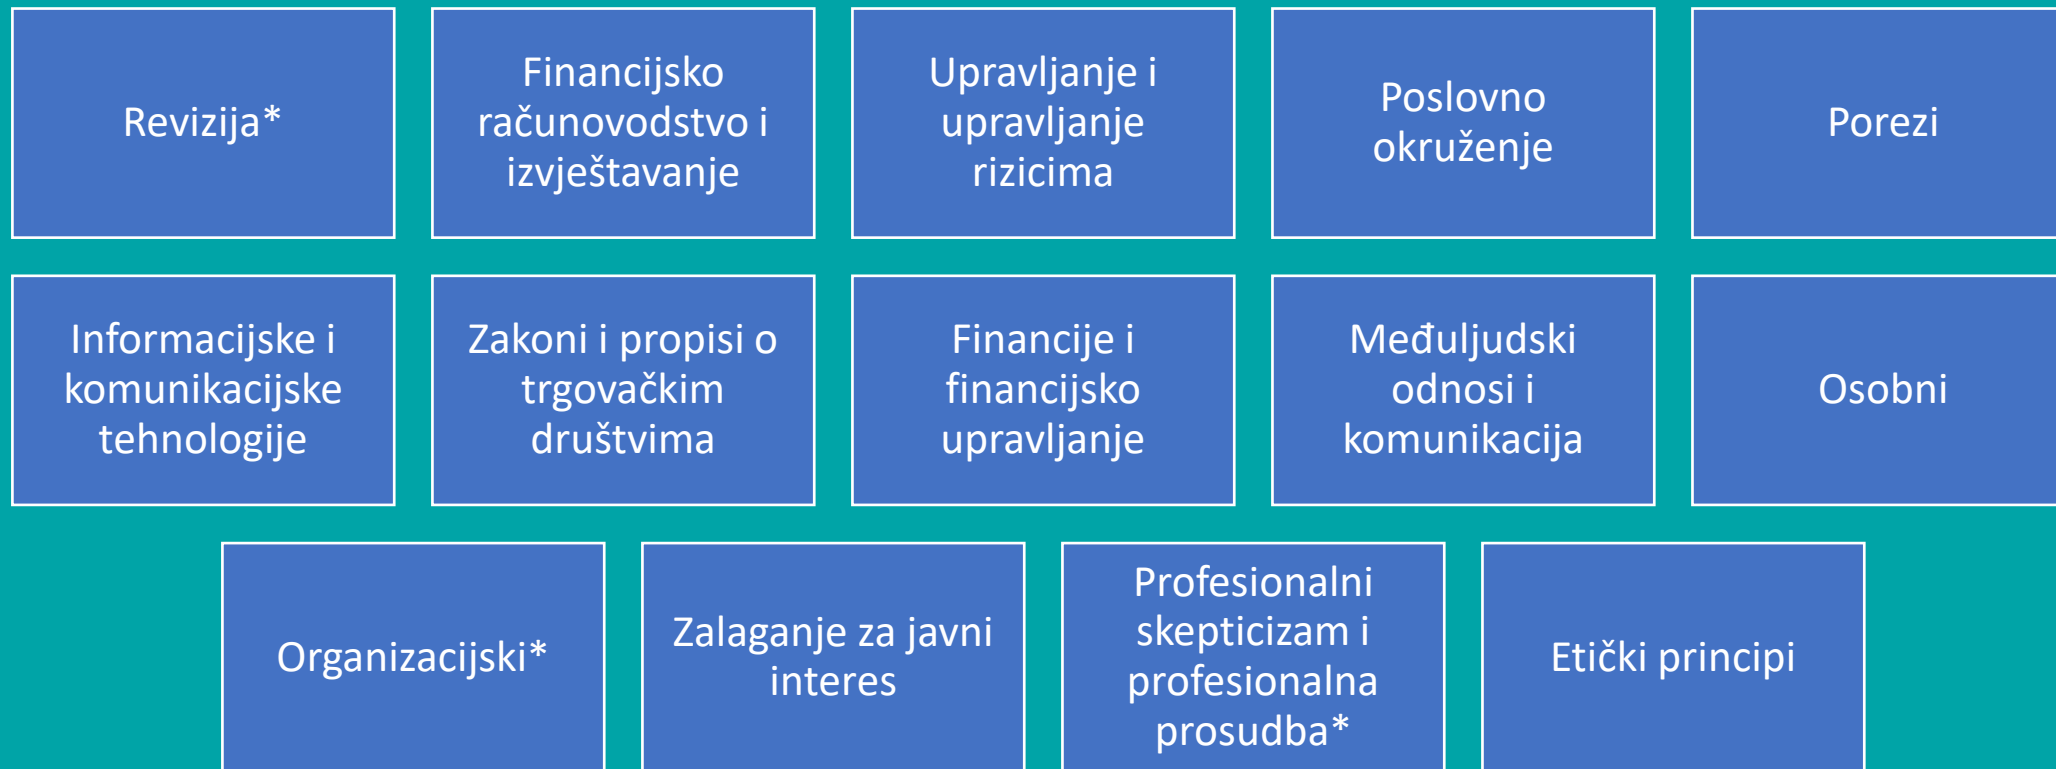 Revizija*
Financijsko
računovodstvo i
izvještavanje
Upravljanje i
upravljanje
rizicima
Poslovno
okruženje
Porezi
Informacijske i
komunikacijske
tehnologije
Zakoni i propisi o
trgovačkim
društvima
Financije i
financijsko
upravljanje
Međuljudski
odnosi i
komunikacija
Osobni
Organizacijski*
Zalaganje za javni
interes
Profesionalni
skepticizam i
profesionalna
prosudba*
Etički principi